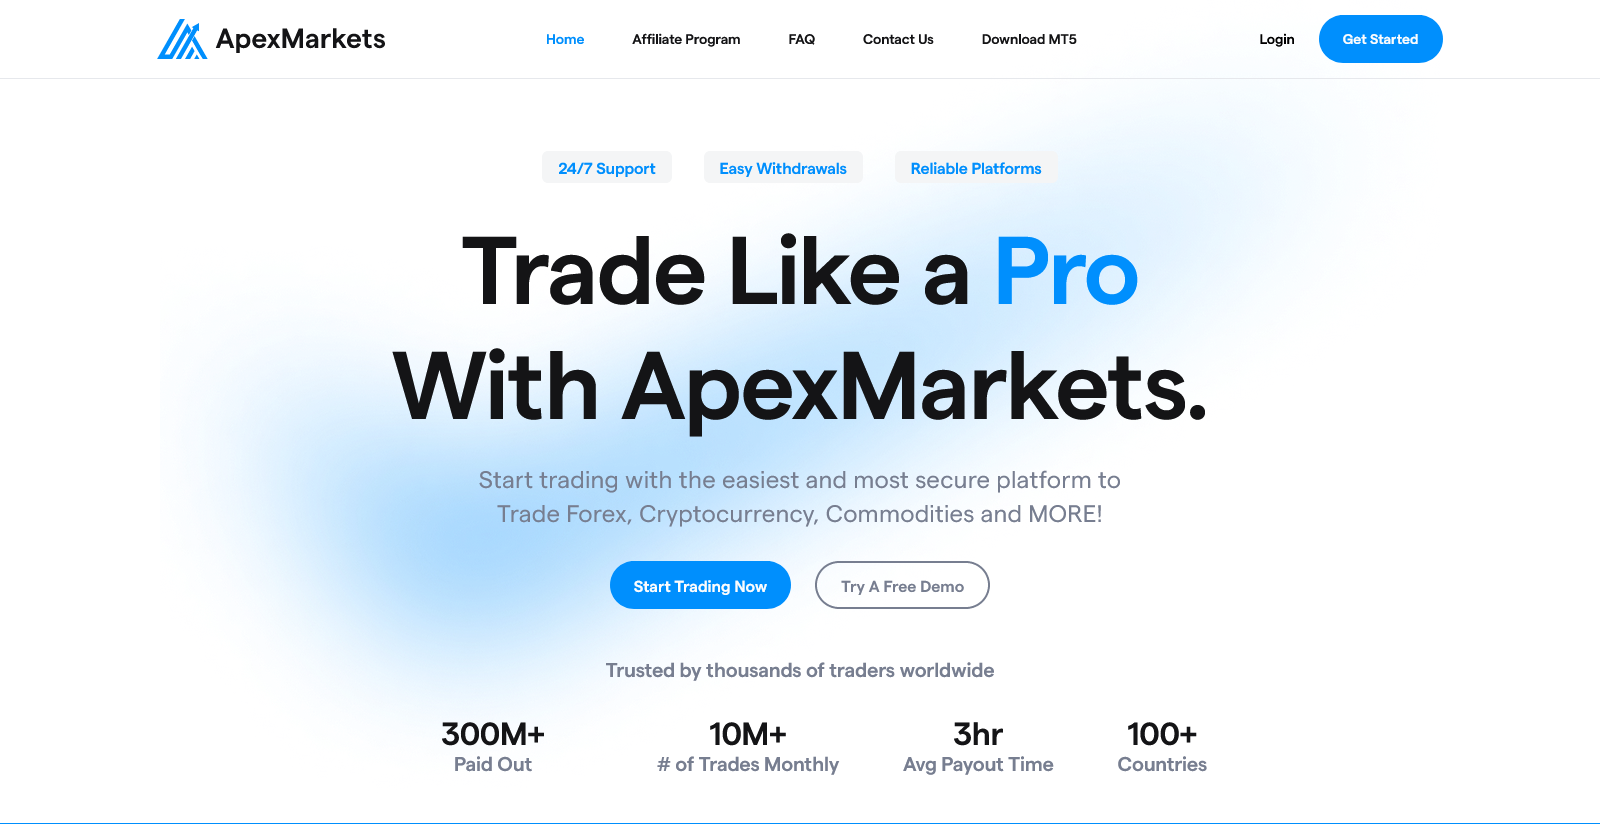 ApexMarkets
Home
Affiliate Program
FAQ
Contact Us
Download MT5
Login
Get Started
24/7 Support
Easy Withdrawals
Reliable Platforms
Trade Like a Pro
With ApexMarkets.
Start trading with the easiest and most secure platform to
Trade Forex, Cryptocurrency, Commodities and MORE!
Start Trading Now
Try A Free Demo
Trusted by thousands of traders worldwide
300M+
Paid Out
10M+
# of Trades Monthly
3hr
Avg Payout Time
100+
Countries